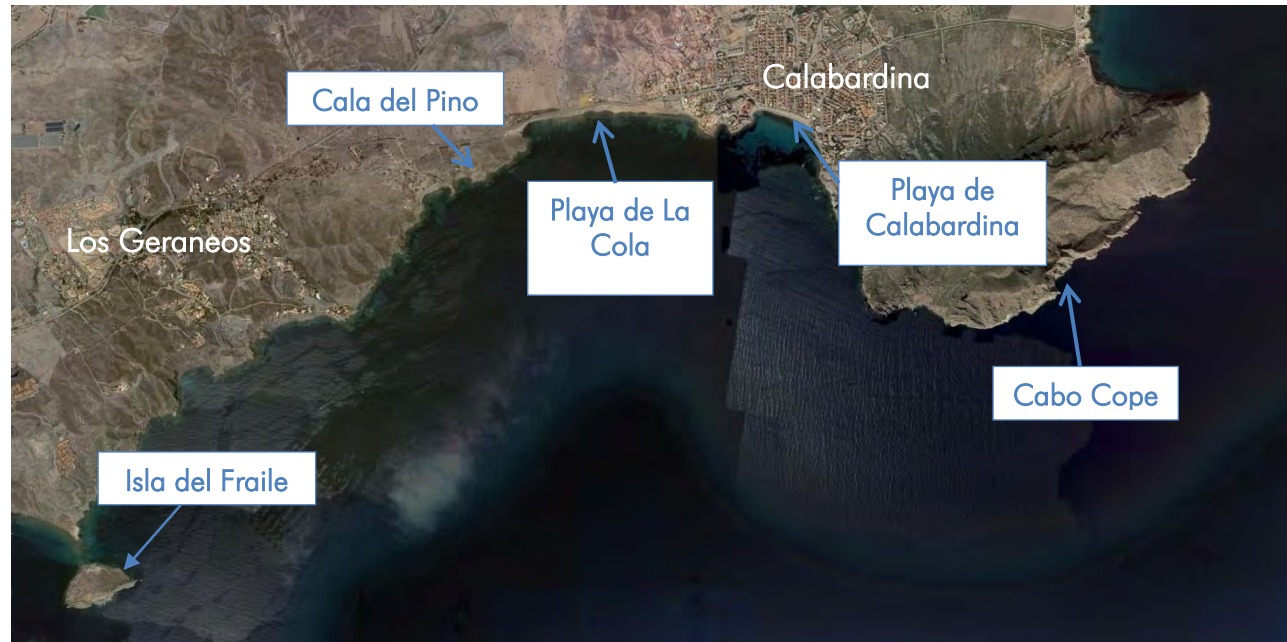 Calabardina
Cala del Pino
Playa de La
Cola
Playa de
Calabardina
Los Geraneos
Cabo Cope
Isla del Fraile